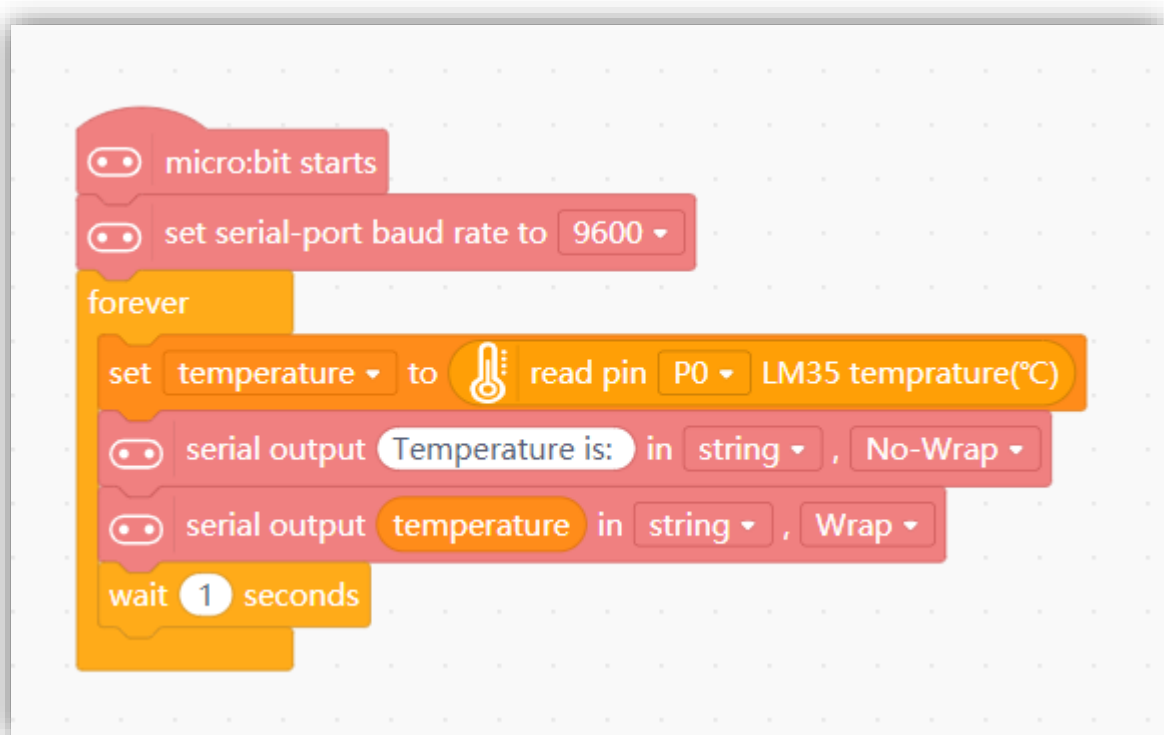 micro:bit starts
set serial-port baud rate to 9600
forever
set temperature to read pin P0 LM35 temprature(℃)
serial output Temperature is: in string , No-Wrap
serial output temperature in string , Wrap
wait 1 seconds